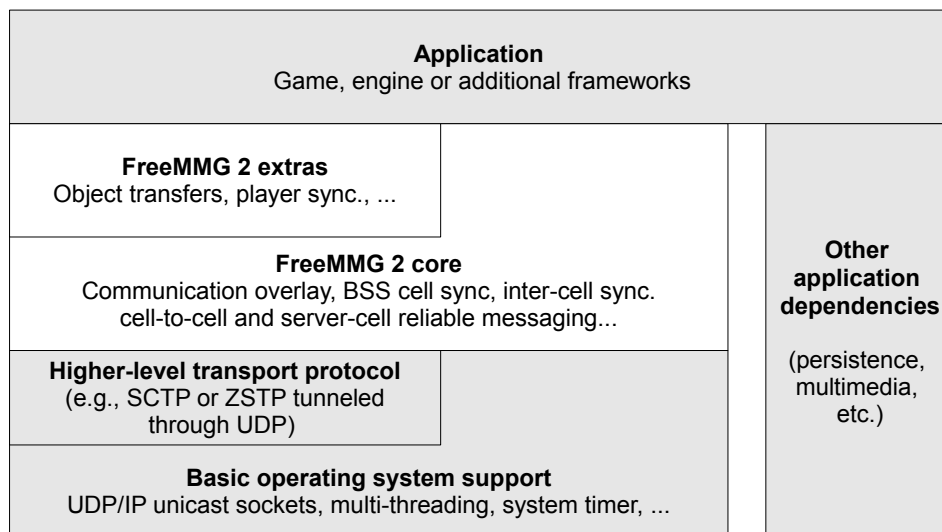 Application
Game, engine or additional frameworks
FreeMMG 2 extras
Object transfers, player sync., ...
FreeMMG 2 core
Communication overlay, BSS cell sync, inter-cell sync.
cell-to-cell and server-cell reliable messaging...
Higher-level transport protocol
(e.g., SCTP or ZSTP tunneled
through UDP)
Basic operating system support
UDP/IP unicast sockets, multi-threading, system timer, ...
Other
application
dependencies
(persistence,
multimedia,
etc.)